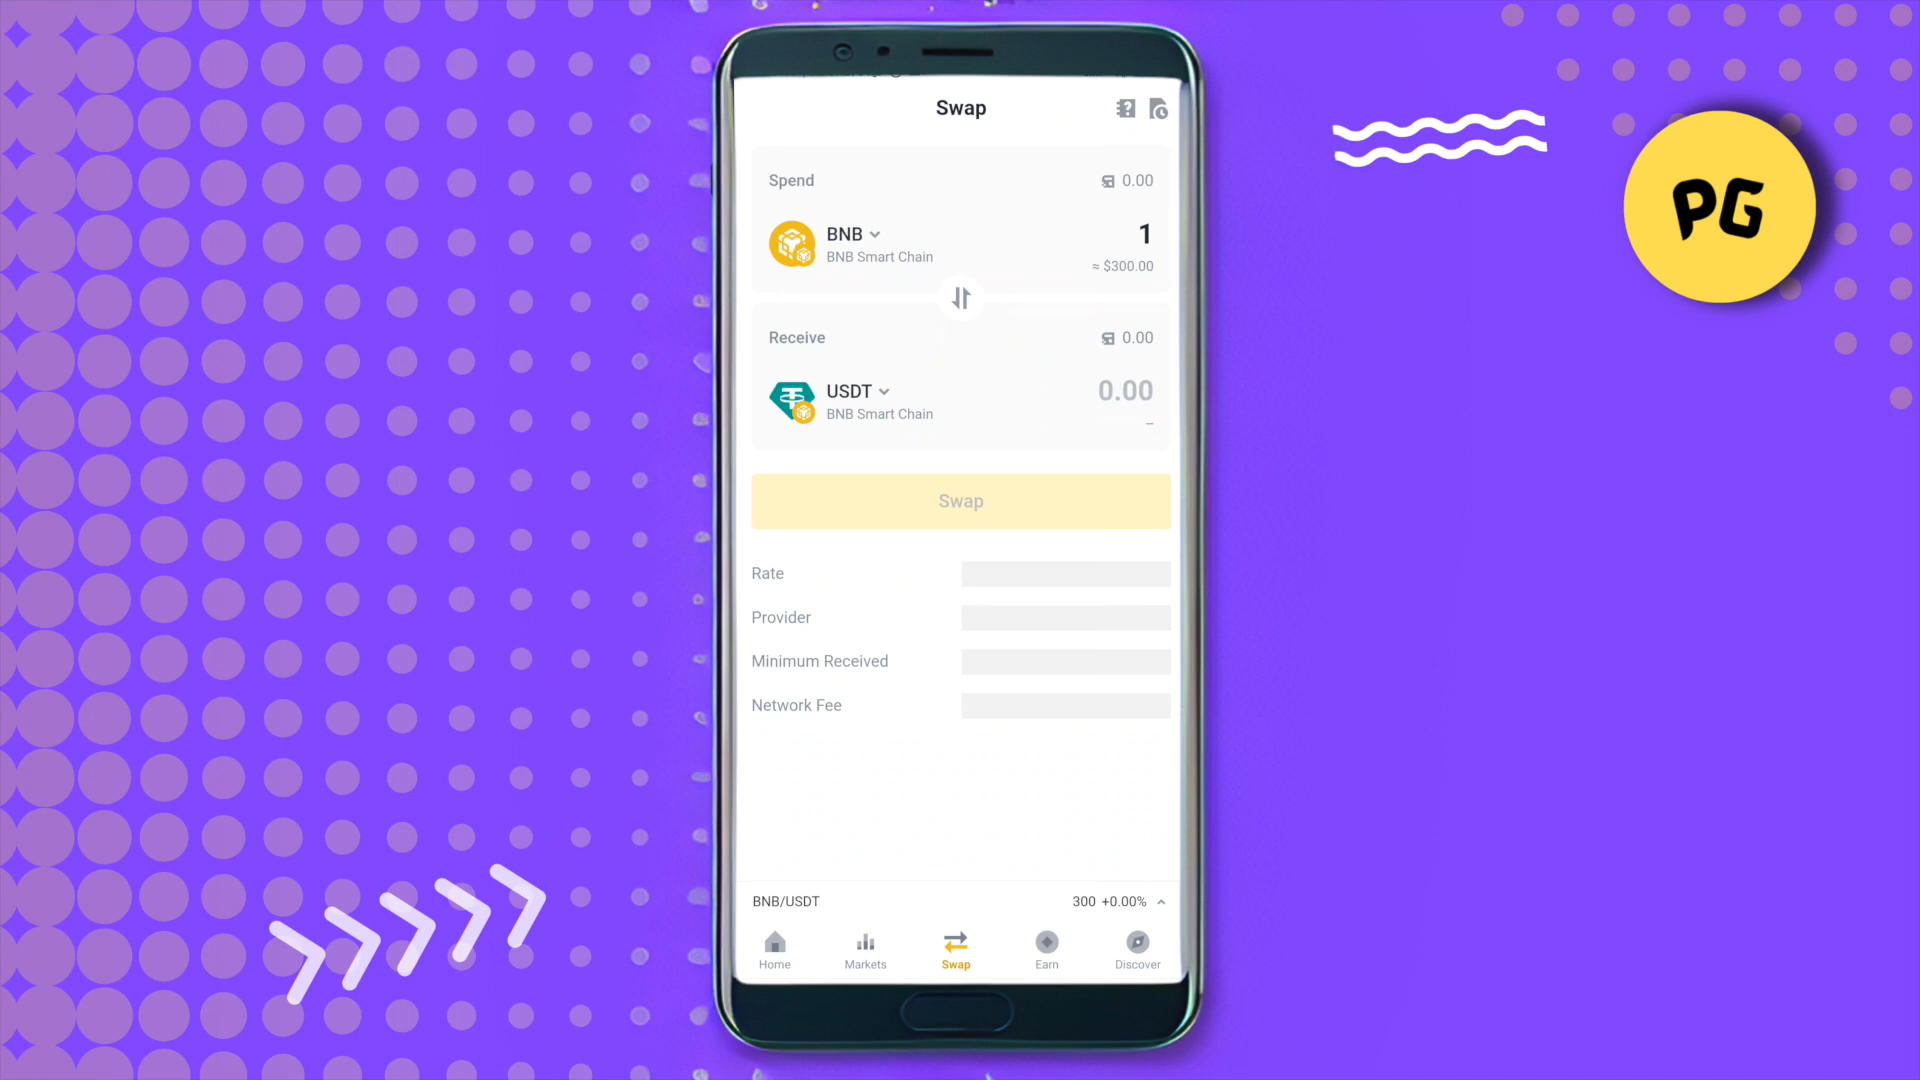 Swap
Spend
0.00
BNB
1
BNB Smart Chain
≈ $300.00
Receive
0.00
USDT
0.00
BNB Smart Chain
–
Swap
Rate
Provider
Minimum Received
Network Fee
BNB/USDT
300 +0.00%
Home
Markets
Swap
Earn
Discover
PG